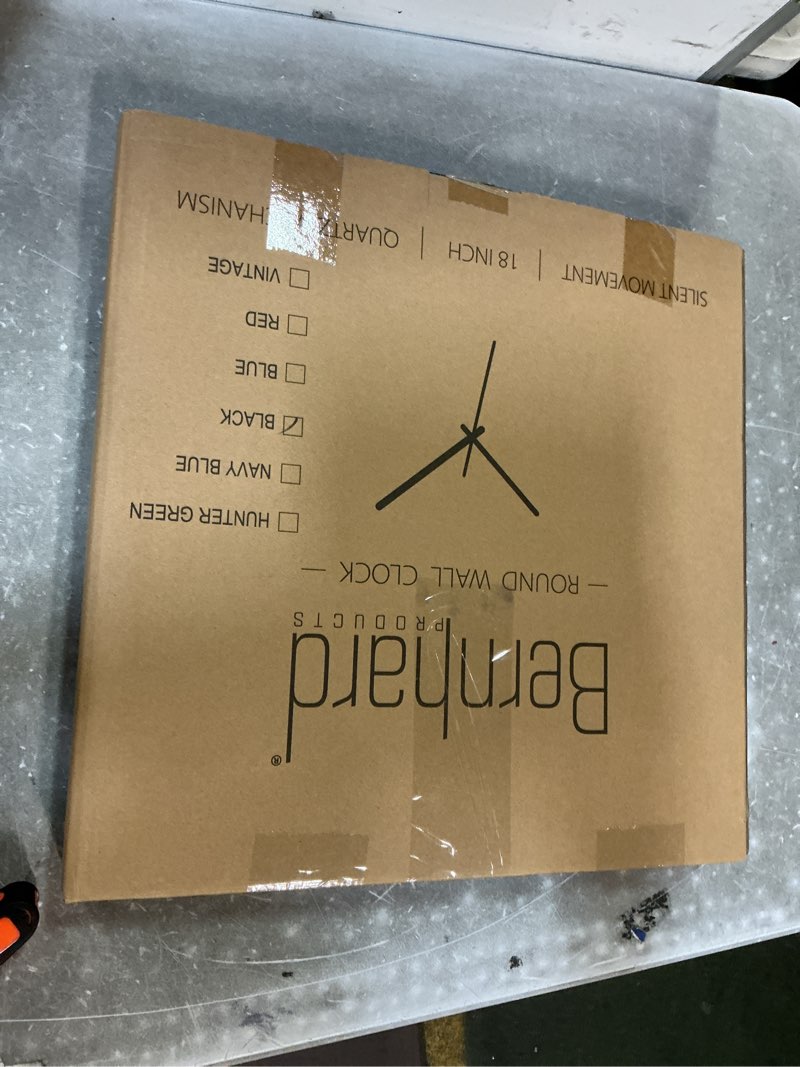 Bernhard®
PRODUCTS
— ROUND WALL CLOCK —
☐ HUNTER GREEN
☐ NAVY BLUE
☑ BLACK
☐ BLUE
☐ RED
☐ VINTAGE
SILENT MOVEMENT | 18 INCH | QUARTZ